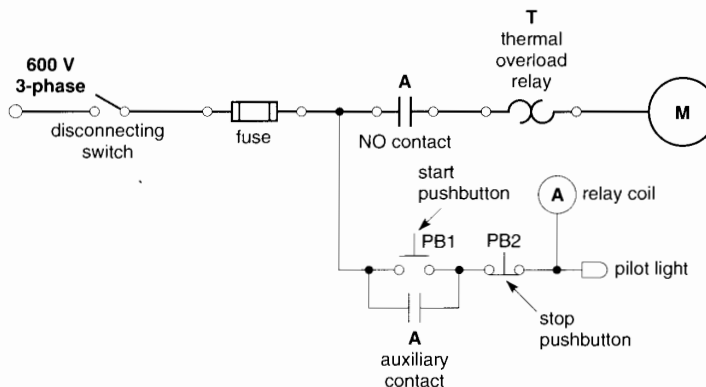 T
thermal
overload
relay
600 V
3-phase
A
M
disconnecting
switch
fuse
NO contact
start
pushbutton
A
relay coil
PB1
PB2
pilot light
A
auxiliary
contact
stop
pushbutton